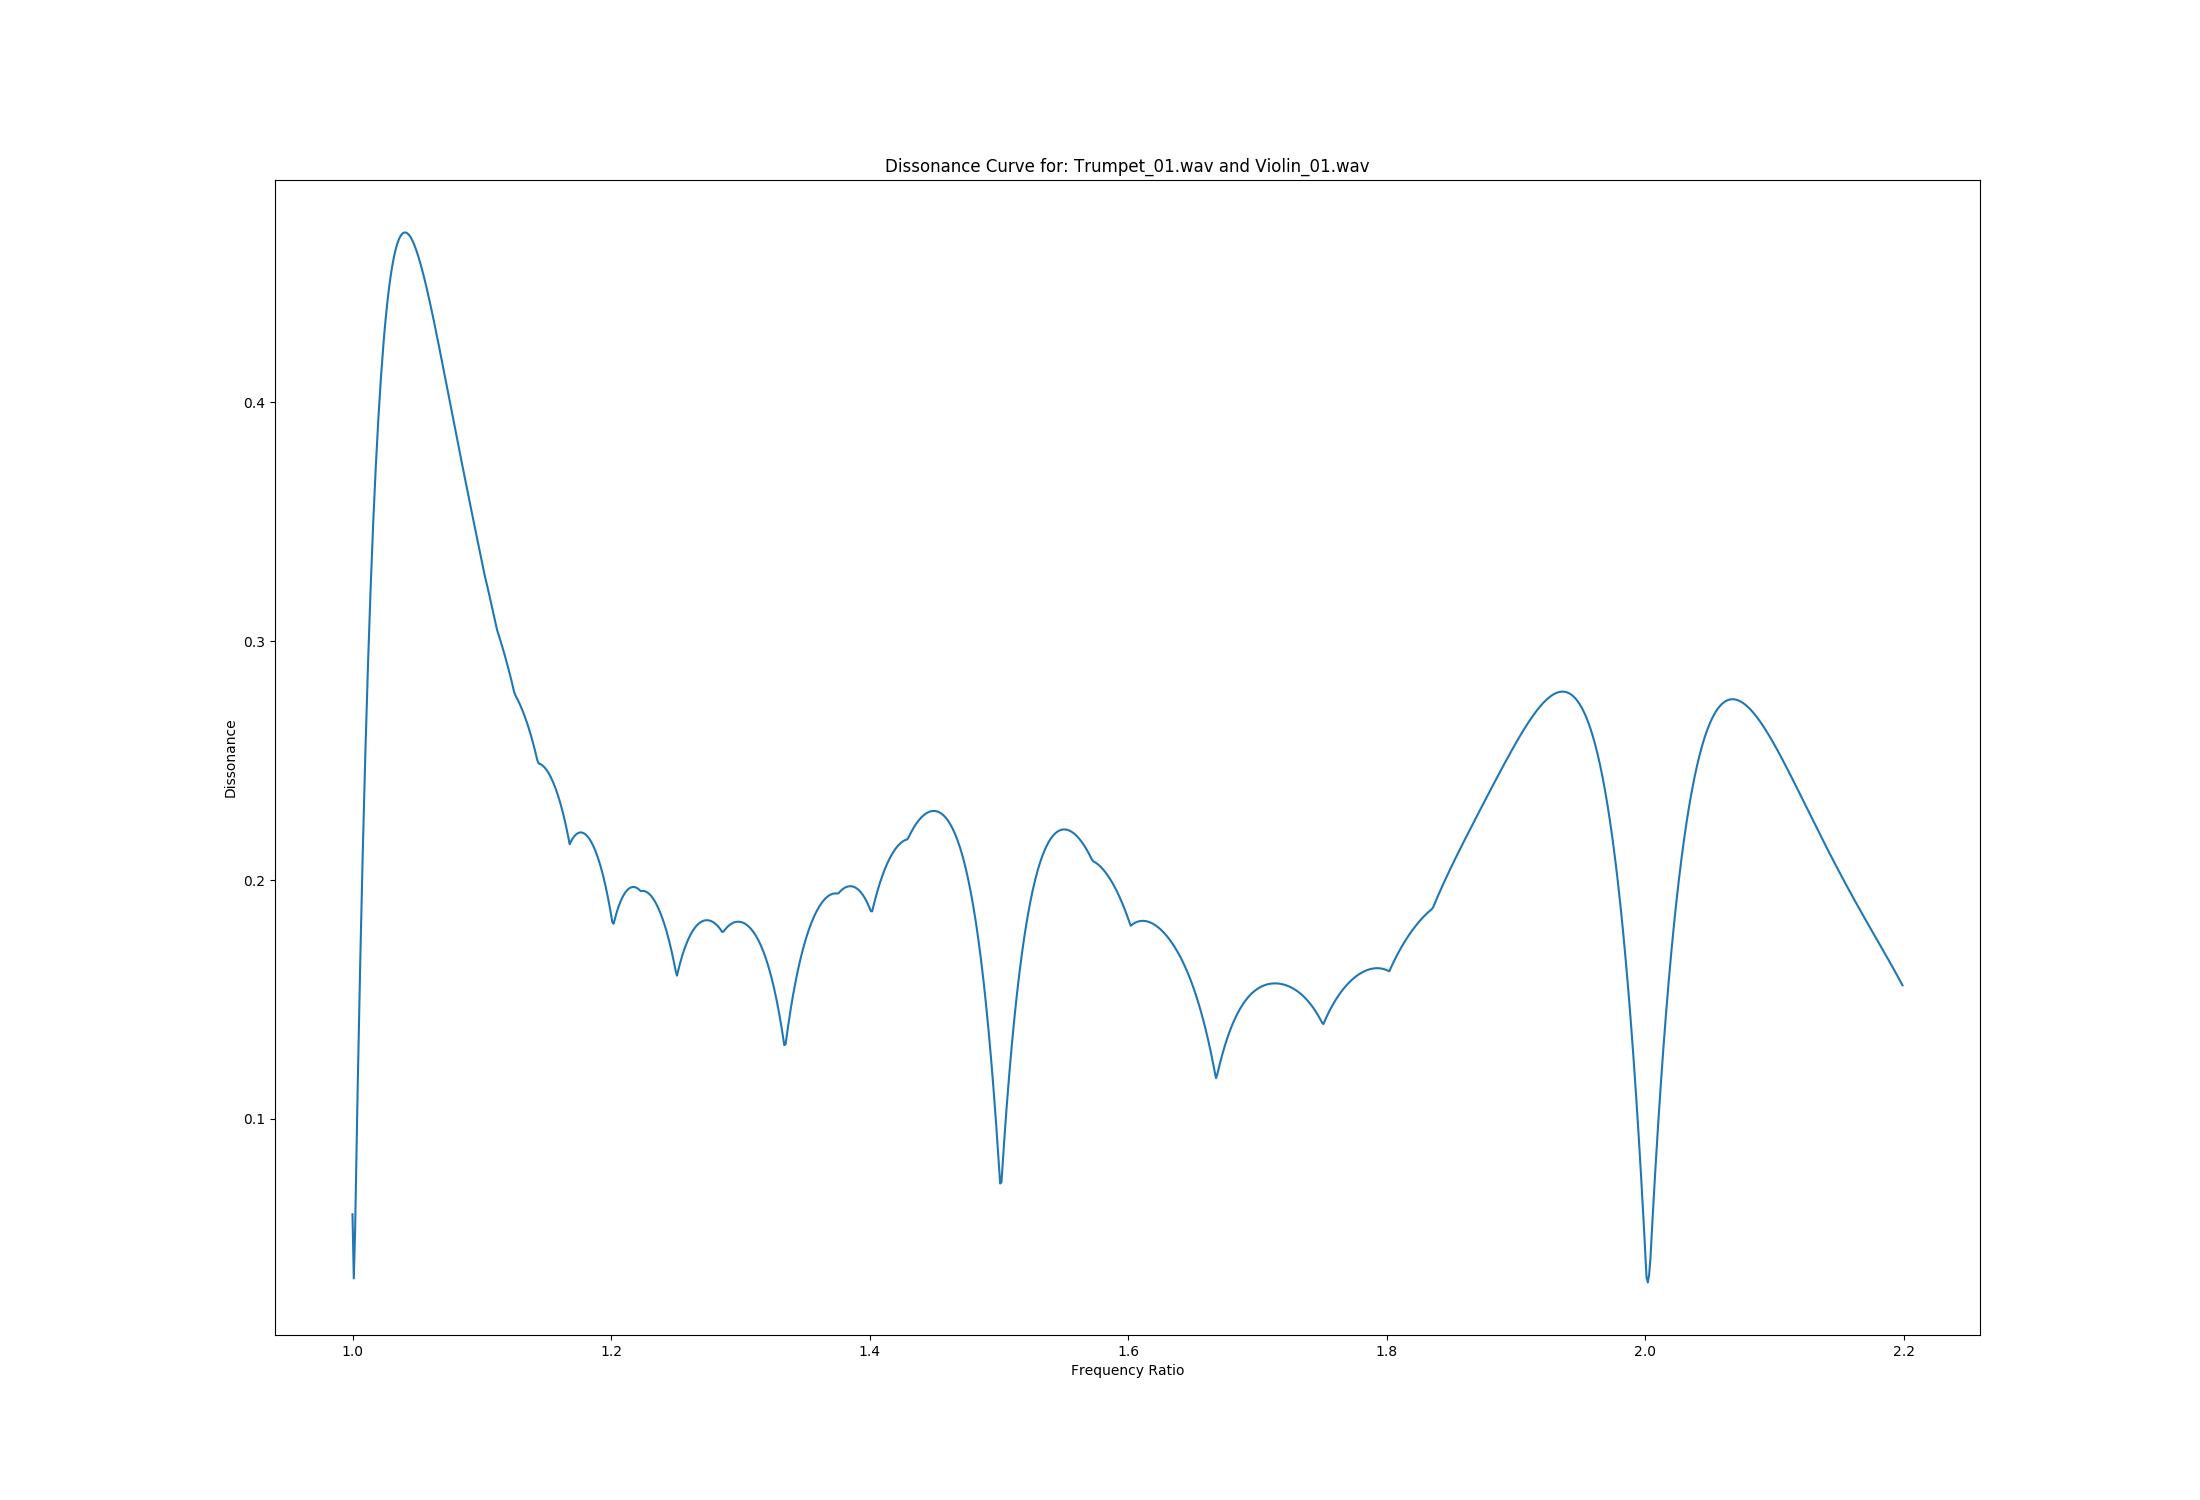 Dissonance Curve for: Trumpet_01.wav and Violin_01.wav
Dissonance
0.4
0.3
0.2
0.1
1.0 1.2 1.4 1.6 1.8 2.0 2.2
Frequency Ratio